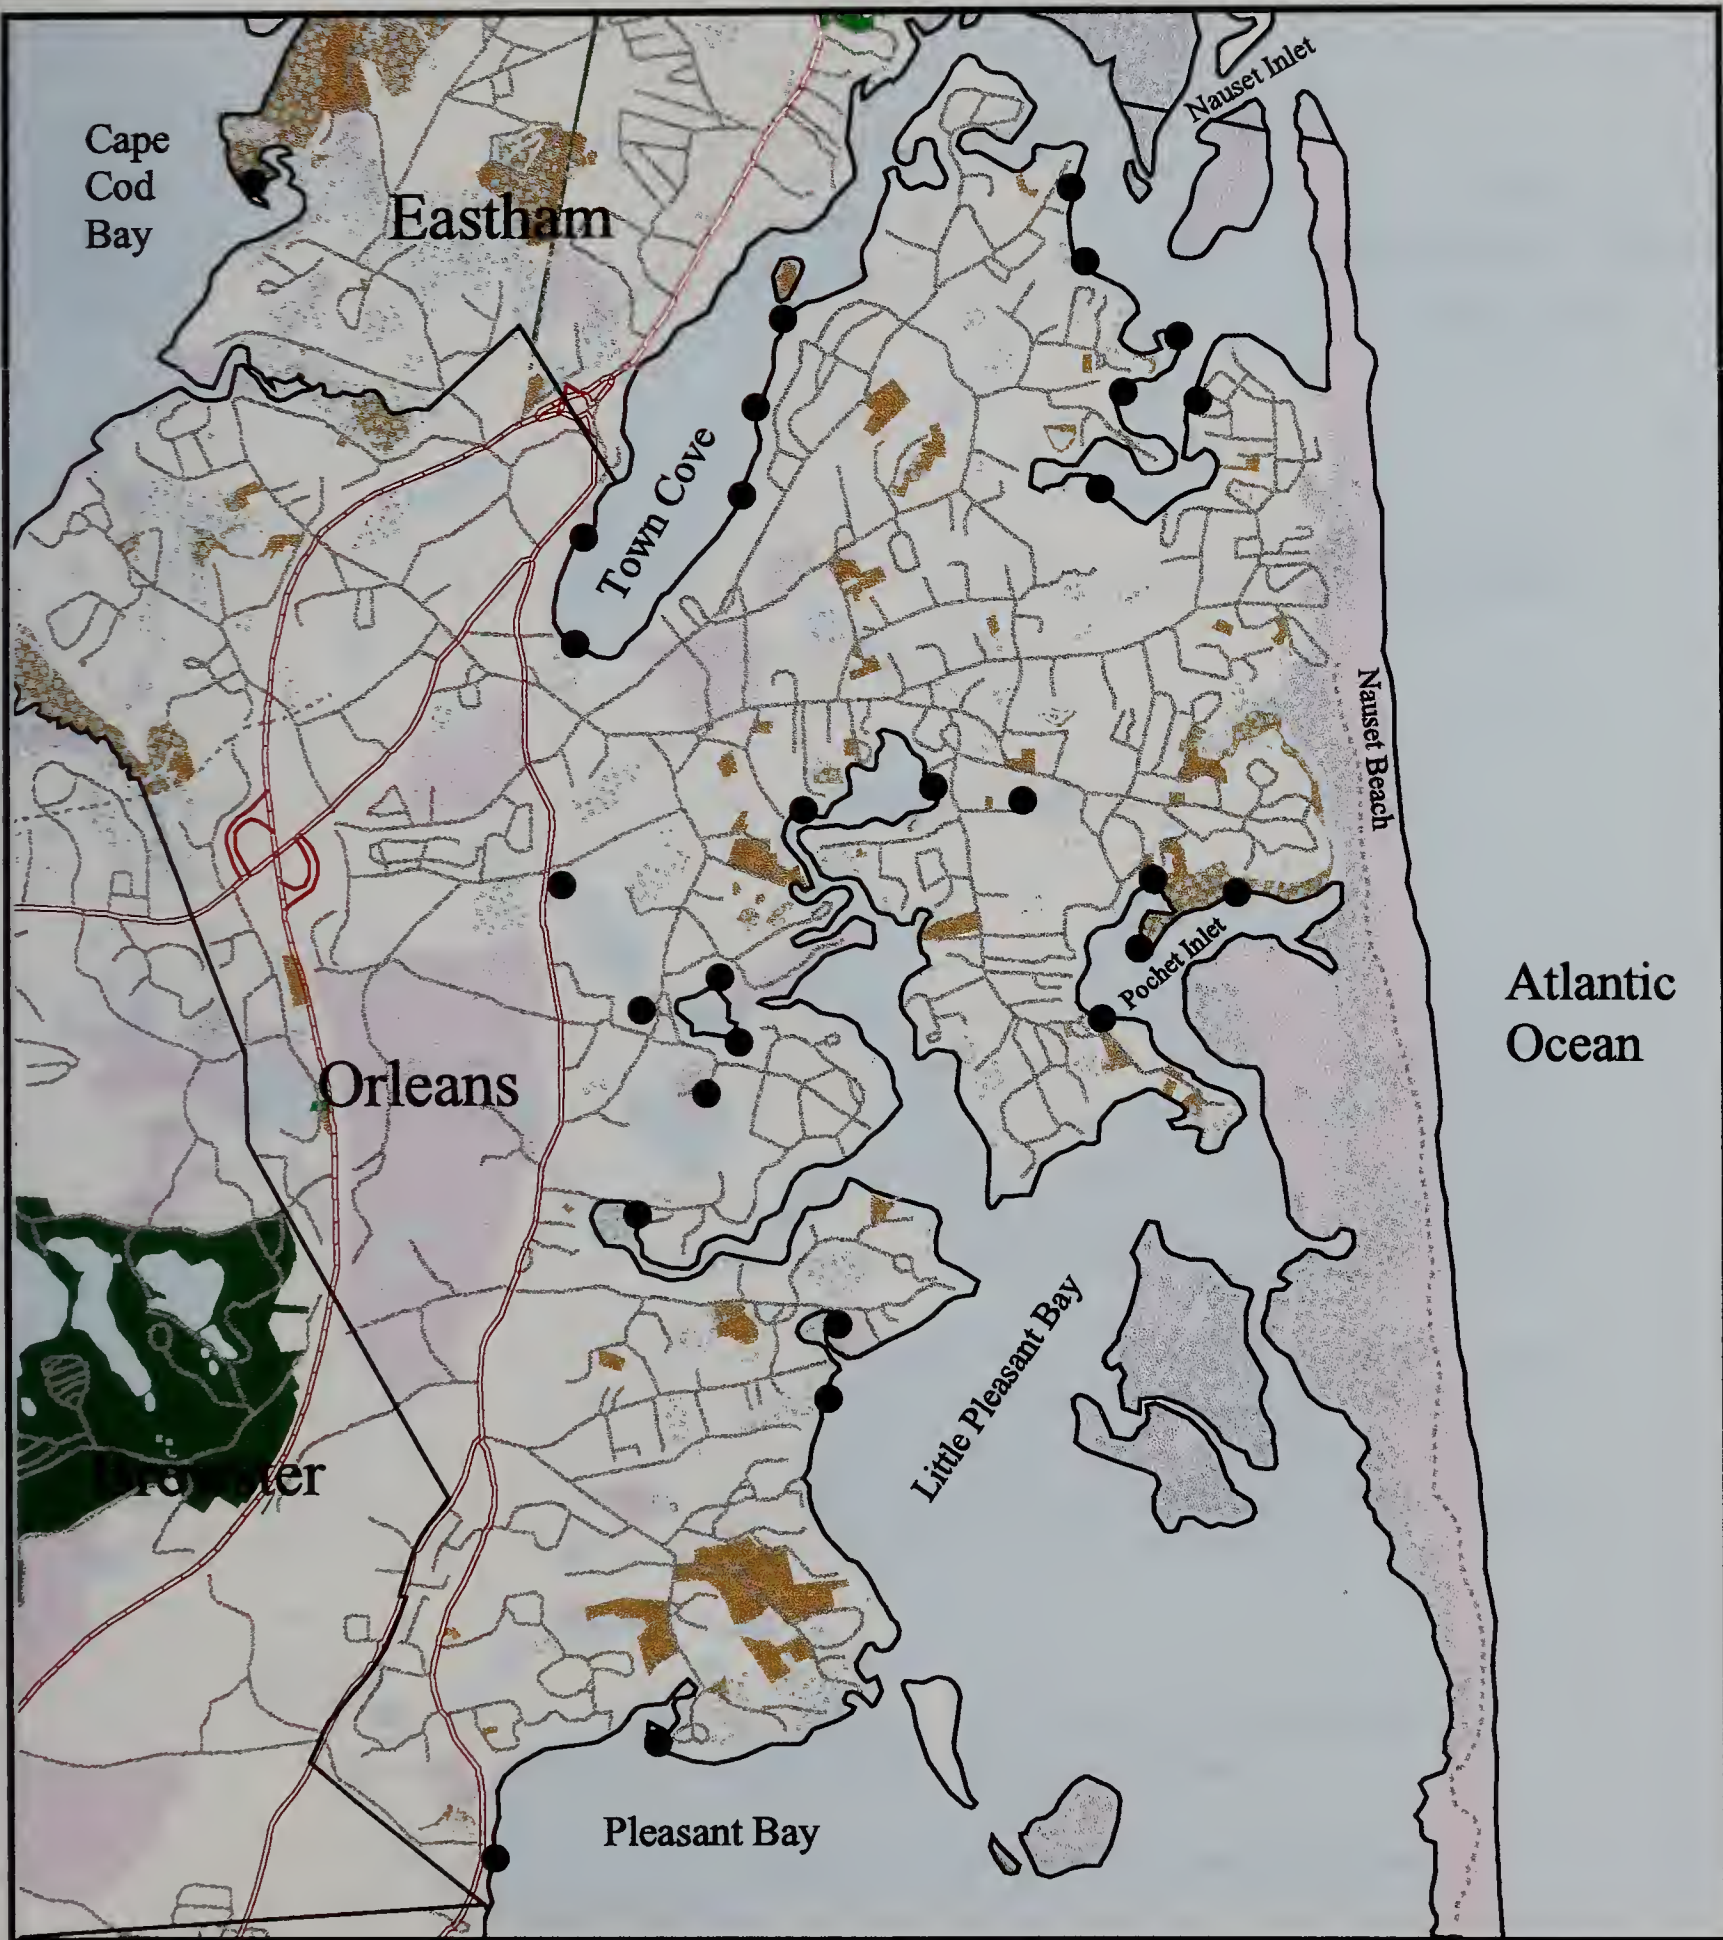 Nauset Inlet
Cape
Cod
Bay
Eastham
Town Cove
Nauset Beach
Pochet Inlet
Atlantic
Ocean
Orleans
Little Pleasant Bay
Brewster
Pleasant Bay